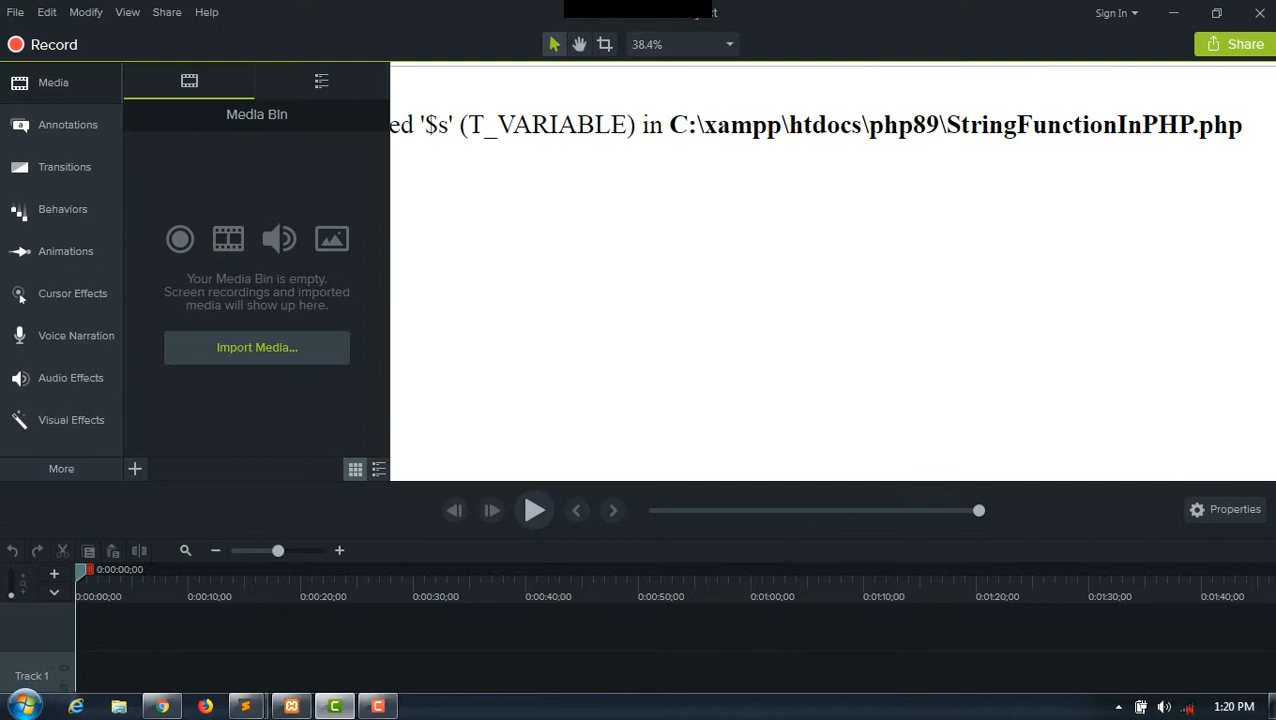 File Edit Modify View Share Help
ct
Sign In
Record
38.4%
Share
Media
Annotations
Transitions
Behaviors
Animations
Cursor Effects
Voice Narration
Audio Effects
Visual Effects
More
Media Bin
Your Media Bin is empty.
Screen recordings and imported
media will show up here.
Import Media...
ed '$s' (T_VARIABLE) in C:\xampp\htdocs\php89\StringFunctionInPHP.php
Properties
0:00:00;00
0:00:00;00 0:00:10;00 0:00:20;00 0:00:30;00 0:00:40;00 0:00:50;00 0:01:00;00 0:01:10;00 0:01:20;00 0:01:30;00 0:01:40;00
Track 1
1:20 PM